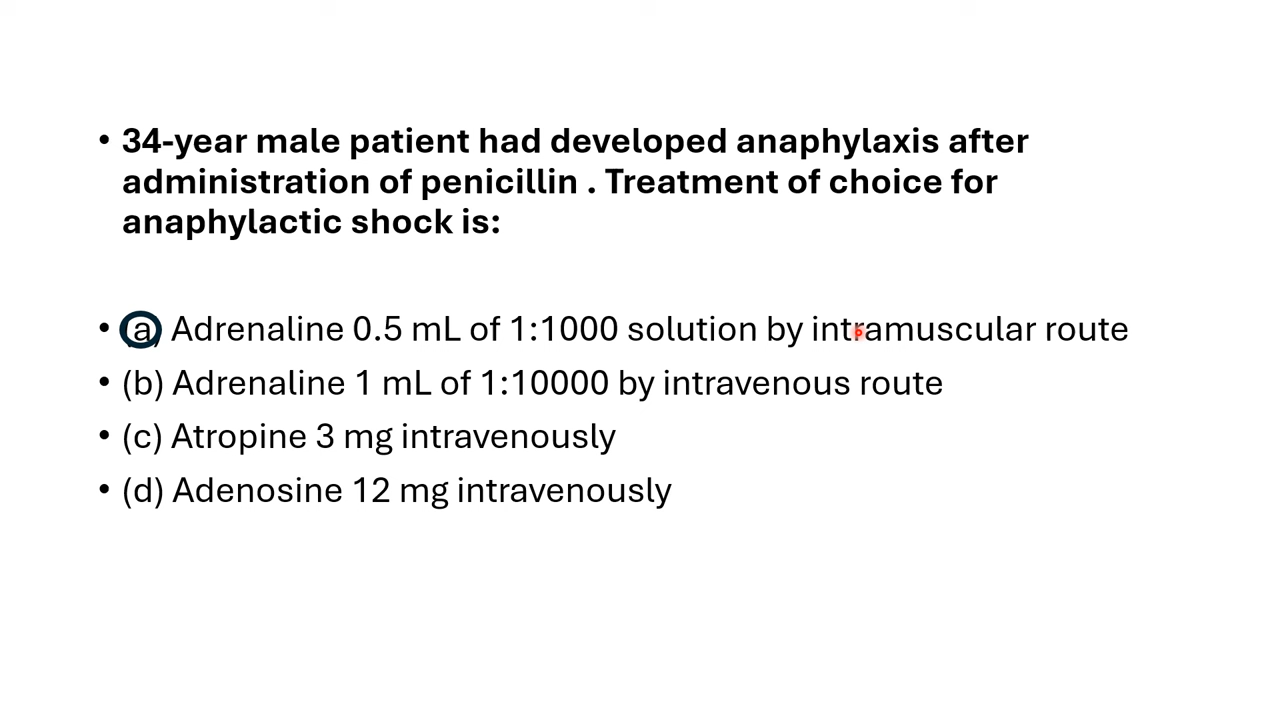 • 34-year male patient had developed anaphylaxis after
administration of penicillin . Treatment of choice for
anaphylactic shock is:
• (a) Adrenaline 0.5 mL of 1:1000 solution by intramuscular route
• (b) Adrenaline 1 mL of 1:10000 by intravenous route
• (c) Atropine 3 mg intravenously
• (d) Adenosine 12 mg intravenously